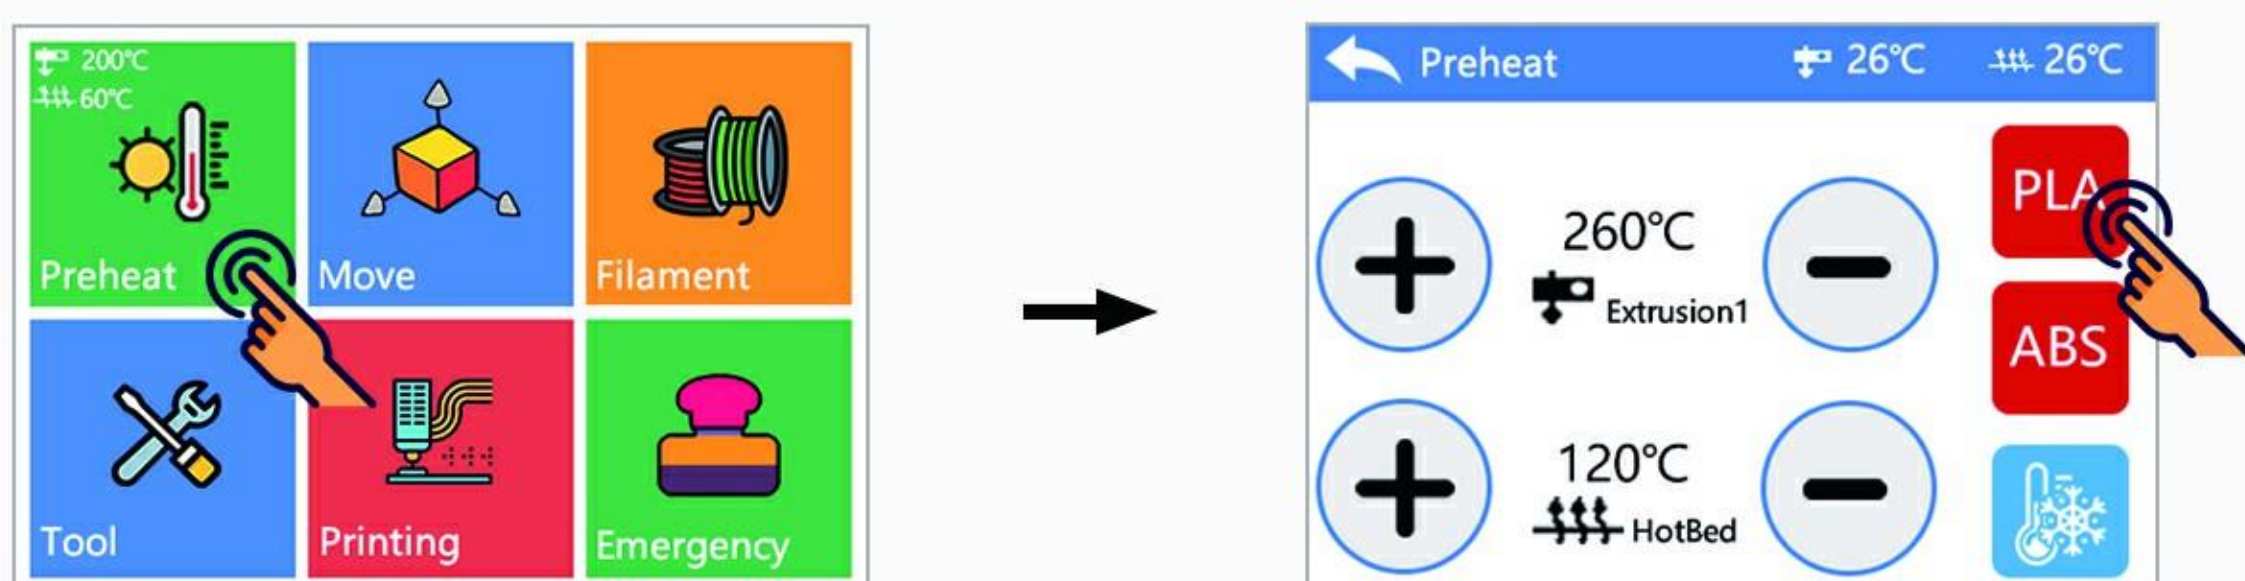 200℃
60℃
Preheat
Move
Filament
Tool
Printing
Emergency
Preheat 26℃ 26℃
260℃
Extrusion1
120℃
HotBed
PLA
ABS